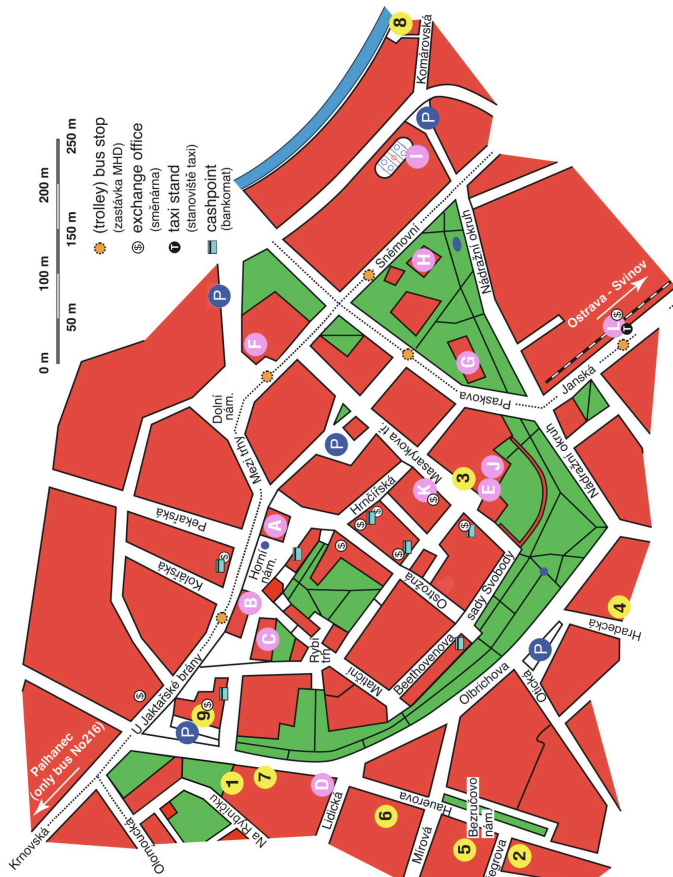 0 m
50 m
100 m
150 m
200 m
250 m
(trolley) bus stop
(zastávka MHD)
$
exchange office
(směnárna)
T
taxi stand
(stanoviště taxi)
cashpoint
(bankomat)
Krnovská
Palhanec
(only bus No216)
Olomoucká
U Jaktařské brány
Na Rybníčku
Kolářská
Pekařská
Mezi trhy
Dolní
nám.
Horní
nám.
Rybí
trh
Matiční
Lidická
Hauerova
Mírová
Bezručovo
nám.
egrova
Olbrichova
Otická
Hradecká
Beethovenova
sady Svobody
Ostrožná
Hrnčířská
Masarykova tř.
Praskova
Sněmovní
Nádražní okruh
Nádražní okruh
Janská
Ostrava - Svinov
Komárovská
A
B
C
D
E
F
G
H
I
J
K
L
1
2
3
4
5
6
7
8
9
P
P
P
P
P
$
$
$
$
$
$
$
$
T